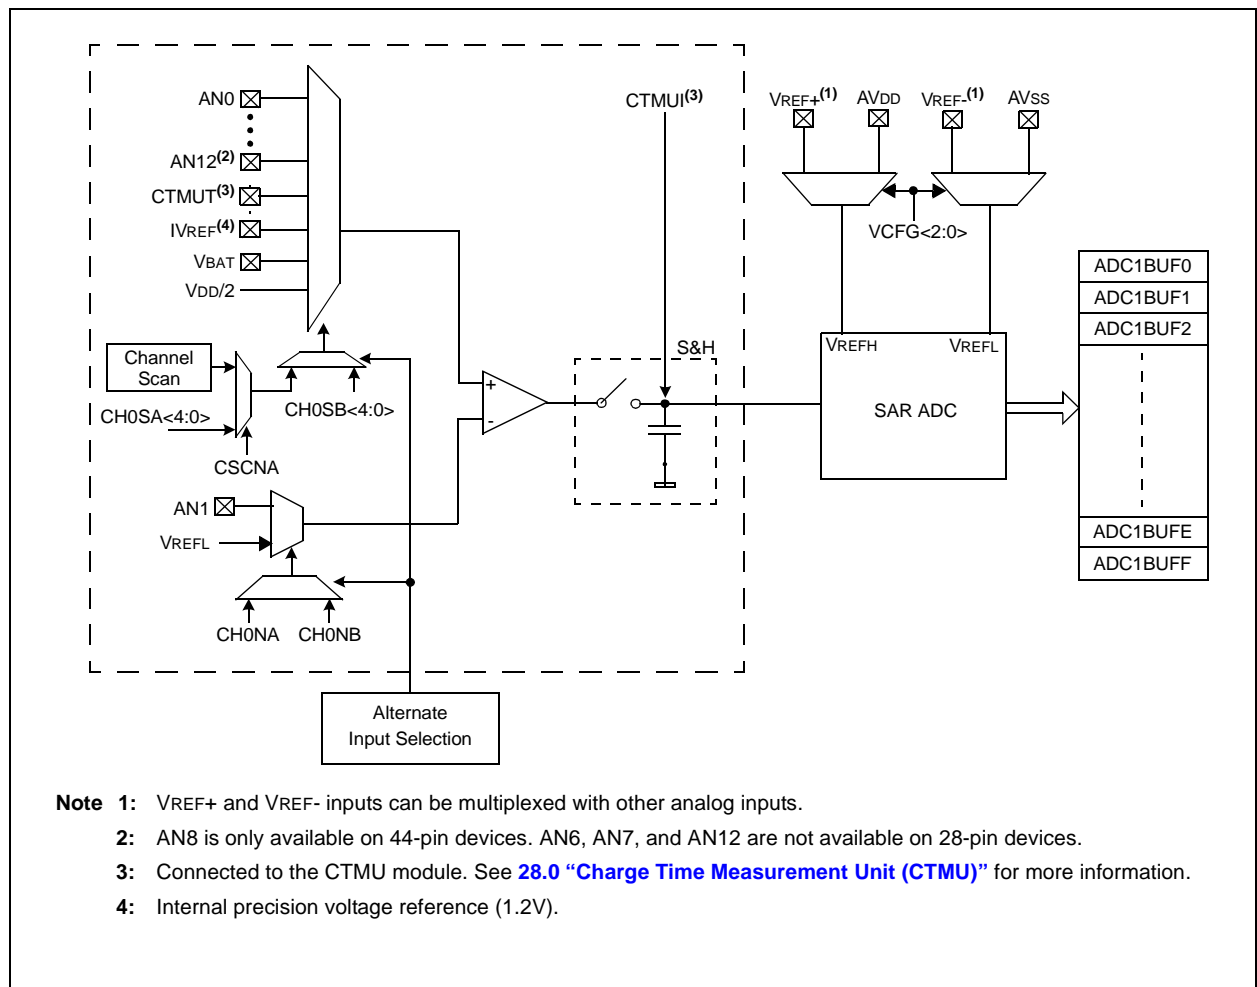 AN0
AN12(2)
CTMUT(3)
IVREF(4)
VBAT
VDD/2
CTMUI(3)
VREF+(1) AVDD VREF-(1) AVSS
VCFG<2:0>
Channel
Scan
CH0SA<4:0>
CH0SB<4:0>
CSCNA
AN1
VREFL
CH0NA CH0NB
+
-
S&H
VREFH VREFL
SAR ADC
ADC1BUF0
ADC1BUF1
ADC1BUF2
ADC1BUFE
ADC1BUFF
Alternate
Input Selection
Note 1: VREF+ and VREF- inputs can be multiplexed with other analog inputs.
2: AN8 is only available on 44-pin devices. AN6, AN7, and AN12 are not available on 28-pin devices.
3: Connected to the CTMU module. See 28.0 “Charge Time Measurement Unit (CTMU)” for more information.
4: Internal precision voltage reference (1.2V).